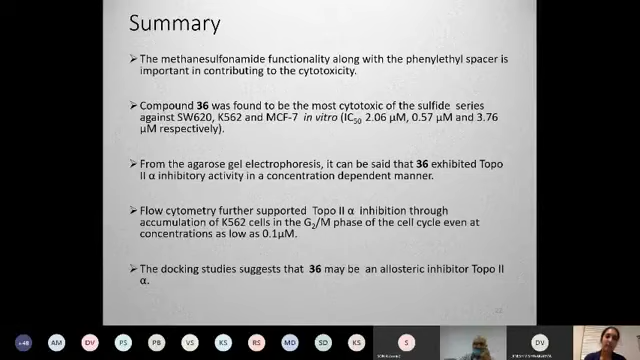 Summary
➢The methanesulfonamide functionality along with the phenylethyl spacer is
important in contributing to the cytotoxicity.
➢Compound 36 was found to be the most cytotoxic of the sulfide series
against SW620, K562 and MCF-7 in vitro (IC50 2.06 µM, 0.57 µM and 3.76
µM respectively).
➢From the agarose gel electrophoresis, it can be said that 36 exhibited Topo
II α inhibitory activity in a concentration dependent manner.
➢Flow cytometry further supported Topo II α inhibition through
accumulation of K562 cells in the G2/M phase of the cell cycle even at
concentrations as low as 0.1µM.
➢The docking studies suggests that 36 may be an allosteric inhibitor Topo II
α.
+48 AM DV PS PB VS KS RS MD SD KS S DV